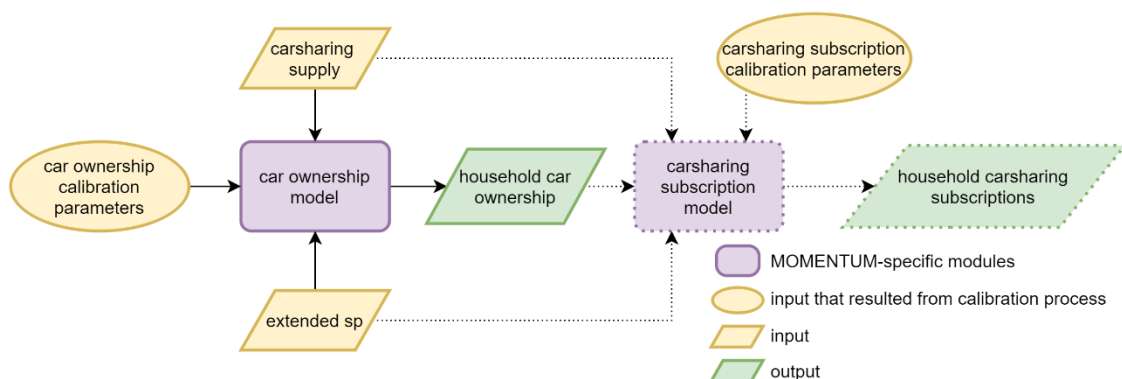 carsharing
supply
carsharing subscription
calibration parameters
car ownership
calibration
parameters
car ownership
model
household car
ownership
carsharing
subscription
model
household carsharing
subscriptions
extended sp
MOMENTUM-specific modules
input that resulted from calibration process
input
output